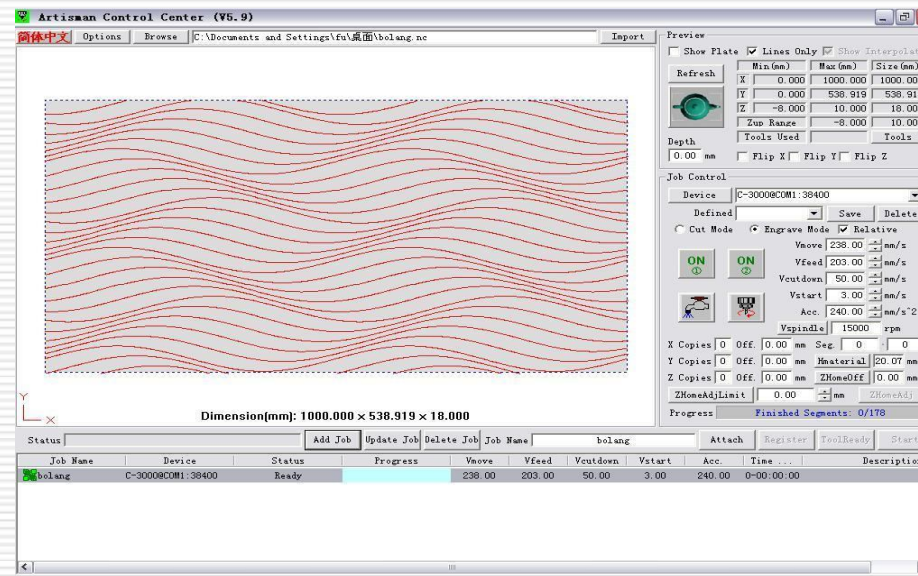 Artisman Control Center (V5.9)
简体中文 Options Browse C:\Documents and Settings\fu\桌面\bolang.nc Import
Preview
Show Plate Lines Only Show Interpolat
Refresh
Min(mm) Max(mm) Size(mm)
X 0.000 1000.000 1000.00
Y 0.000 538.919 538.91
Z -8.000 10.000 18.00
Zup Range -8.000 10.00
Tools Used Tools
Depth
0.00 mm Flip X Flip Y Flip Z
Job Control
Device C-3000@COM1:38400
Defined Save Delete
Cut Mode Engrave Mode Relative
ON ① ON ②
Vmove 238.00 mm/s
Vfeed 203.00 mm/s
Vcutdown 50.00 mm/s
Vstart 3.00 mm/s
Acc. 240.00 mm/s^2
Vspindle 15000 rpm
X Copies 0 Off. 0.00 mm Seg. 0 - 0
Y Copies 0 Off. 0.00 mm Hmaterial 20.07 mm
Z Copies 0 Off. 0.00 mm ZHomeOff 0.00 mm
ZHomeAdjLimit 0.00 mm ZHomeAdj
Progress Finished Segments: 0/178
Y
X
Dimension(mm): 1000.000 × 538.919 × 18.000
Status Add Job Update Job Delete Job Job Name bolang Attach Register ToolReady Start
Job Name Device Status Progress Vmove Vfeed Vcutdown Vstart Acc. Time ... Descriptio
bolang C-3000@COM1:38400 Ready 238.00 203.00 50.00 3.00 240.00 0-00:00:00